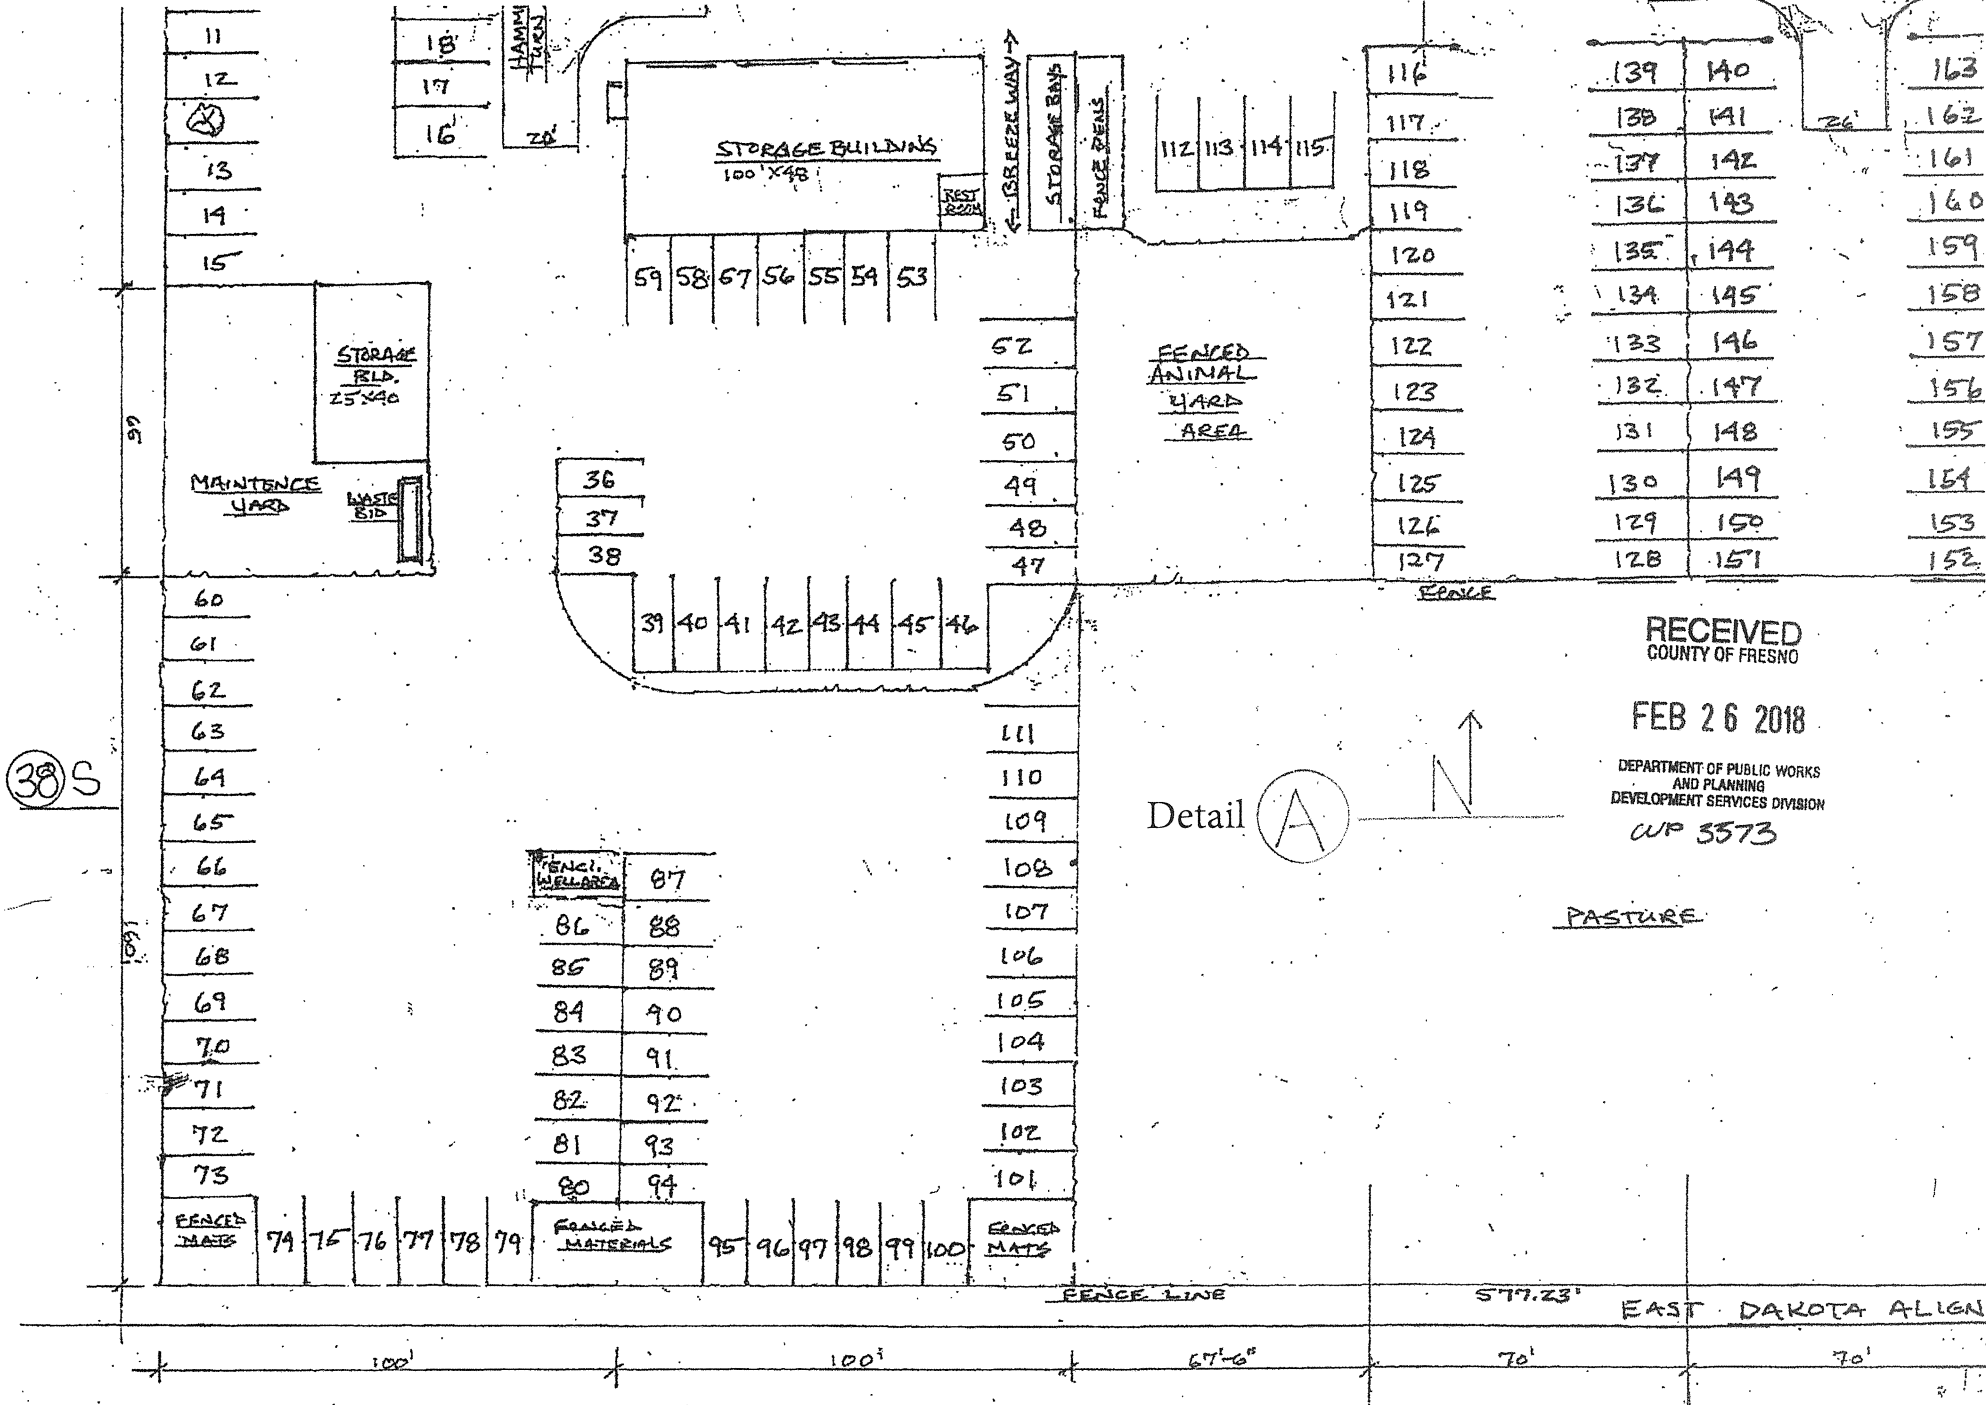 11
12
13
14
15
18
17
16'
HAMM
TURN
20'
STORAGE BUILDING
100'X48'
REST
ROOM
← BREEZEWAY →
STORAGE BAYS
FENCE PENS
112 113 114 115
116
117
118
119
120
121
122
123
124
125
126
127
139 140
138 141
137 142
136 143
135 144
134 145
133 146
132 147
131 148
130 149
129 150
128 151
26'
163
162
161
160
159
158
157
156
155
154
153
152
59 58 57 56 55 54 53
STORAGE
BLD.
25'X40
MAINTENCE
YARD
WASTE
BID
65
36
37
38
52
51
50
49
48
47
FENCED
ANIMAL
YARD
AREA
39 40 41 42 43 44 45 46
FENCE
RECEIVED
COUNTY OF FRESNO
FEB 26 2018
DEPARTMENT OF PUBLIC WORKS
AND PLANNING
DEVELOPMENT SERVICES DIVISION
CUP 3573
Detail A N
PASTURE
38 S
160'
60
61
62
63
64
65
66
67
68
69
70
71
72
73
ENCL.
WELL AREA
87
86 88
85 89
84 90
83 91
82 92
81 93
80 94
111
110
109
108
107
106
105
104
103
102
101
FENCED
MATS
74 75 76 77 78 79
FENCED
MATERIALS
95 96 97 98 99 100
FENCED
MATS
FENCE LINE
577.23'
EAST DAKOTA ALIGN
100' 100' 67'-6" 70' 70'